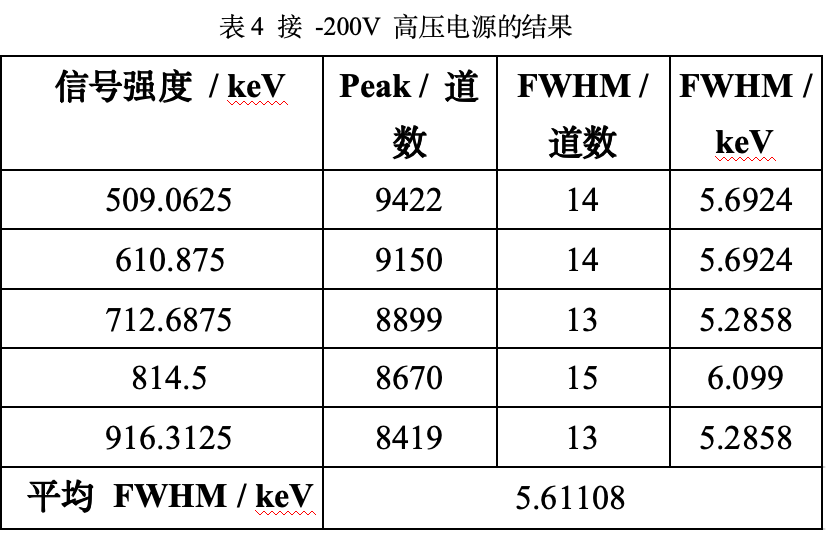 表4 接 -200V 高压电源的结果
信号强度 / keV Peak / 道数 FWHM / 道数 FWHM / keV
509.0625 9422 14 5.6924
610.875 9150 14 5.6924
712.6875 8899 13 5.2858
814.5 8670 15 6.099
916.3125 8419 13 5.2858
平均 FWHM / keV 5.61108